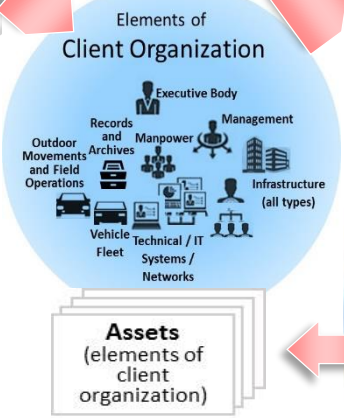 Elements of
Client Organization
Executive Body
Management
Records
and
Archives
Manpower
Outdoor
Movements
and Field
Operations
Infrastructure
(all types)
Vehicle
Fleet
Technical / IT
Systems /
Networks
Assets
(elements of
client
organization)